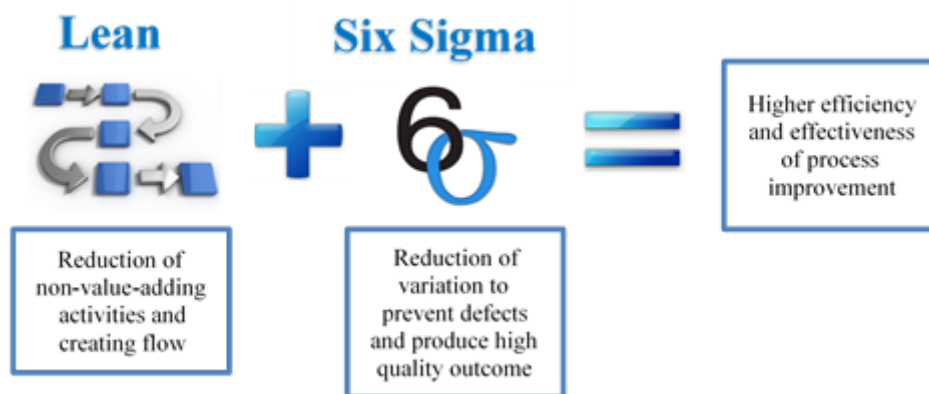 Lean
Six Sigma
6σ
Higher efficiency
and effectiveness
of process
improvement
Reduction of
non-value-adding
activities and
creating flow
Reduction of
variation to
prevent defects
and produce high
quality outcome